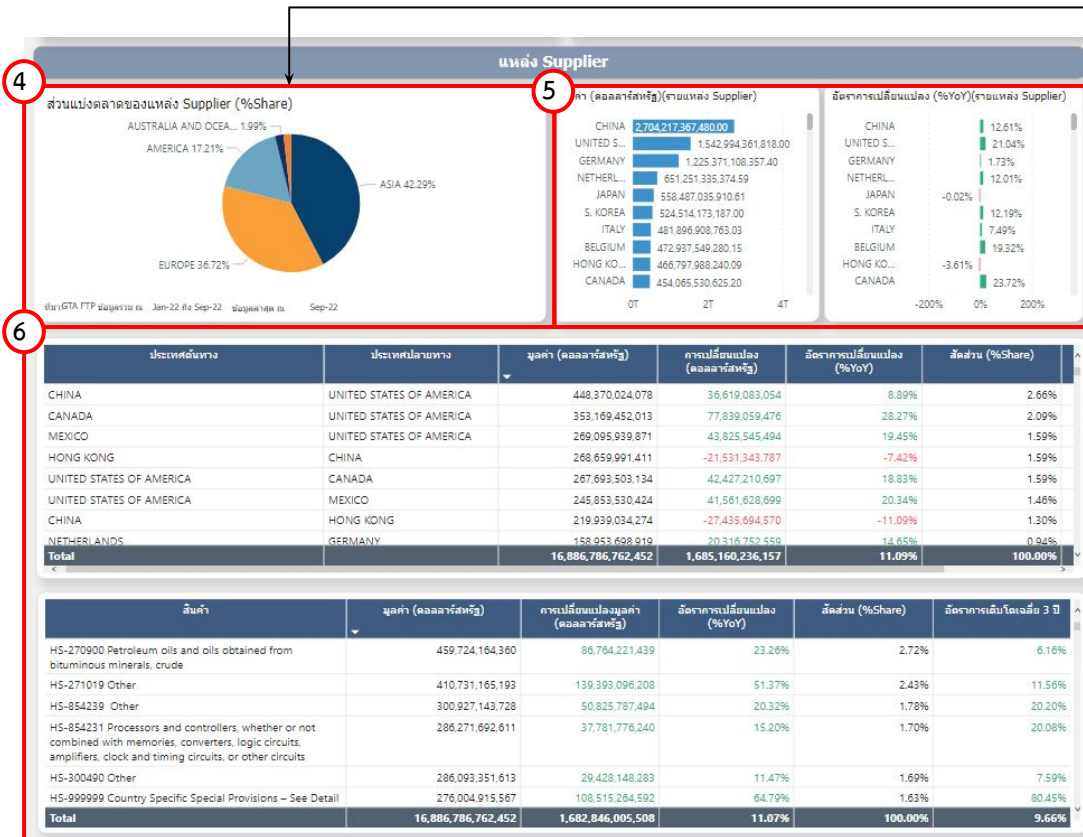 แหล่ง Supplier
4
ส่วนแบ่งตลาดของแหล่ง Supplier (%Share)
AUSTRALIA AND OCEA... 1.99%
AMERICA 17.21%
ASIA 42.29%
EUROPE 36.72%
ที่มาGTA FTP ข้อมูลรวม ณ Jan-22 ถึง Sep-22 ข้อมูลล่าสุด ณ Sep-22
5
ค่า (ดอลลาร์สหรัฐ)(รายแหล่ง Supplier)
CHINA 2,704,217,367,480.00
UNITED S... 1,542,994,361,818.00
GERMANY 1,225,371,108,357.40
NETHERL... 651,251,335,374.59
JAPAN 558,487,035,910.61
S. KOREA 524,514,173,187.00
ITALY 481,896,908,763.03
BELGIUM 472,937,549,280.15
HONG KO... 466,797,988,240.09
CANADA 454,065,530,625.20
0T 2T 4T
อัตราการเปลี่ยนแปลง (%YoY)(รายแหล่ง Supplier)
CHINA 12.61%
UNITED S... 21.04%
GERMANY 1.73%
NETHERL... 12.01%
JAPAN -0.02%
S. KOREA 12.19%
ITALY 7.49%
BELGIUM 19.32%
HONG KO... -3.61%
CANADA 23.72%
-200% 0% 200%
6
ประเทศต้นทาง ประเทศปลายทาง มูลค่า (ดอลลาร์สหรัฐ) การเปลี่ยนแปลง (ดอลลาร์สหรัฐ) อัตราการเปลี่ยนแปลง (%YoY) สัดส่วน (%Share)
CHINA UNITED STATES OF AMERICA 448,370,024,078 36,619,083,054 8.89% 2.66%
CANADA UNITED STATES OF AMERICA 353,169,452,013 77,839,059,476 28.27% 2.09%
MEXICO UNITED STATES OF AMERICA 269,095,939,871 43,825,545,494 19.45% 1.59%
HONG KONG CHINA 268,659,991,411 -21,531,343,787 -7.42% 1.59%
UNITED STATES OF AMERICA CANADA 267,693,503,134 42,427,210,697 18.83% 1.59%
UNITED STATES OF AMERICA MEXICO 245,853,530,424 41,561,628,699 20.34% 1.46%
CHINA HONG KONG 219,939,034,274 -27,435,694,570 -11.09% 1.30%
NETHERLANDS GERMANY 158,953,698,919 20,316,752,559 14.65% 0.94%
Total 16,886,786,762,452 1,685,160,236,157 11.09% 100.00%
สินค้า มูลค่า (ดอลลาร์สหรัฐ) การเปลี่ยนแปลงมูลค่า (ดอลลาร์สหรัฐ) อัตราการเปลี่ยนแปลง (%YoY) สัดส่วน (%Share) อัตราการเติบโตเฉลี่ย 3 ปี
HS-270900 Petroleum oils and oils obtained from 459,724,164,360 86,764,221,439 23.26% 2.72% 6.16%
bituminous minerals, crude
HS-271019 Other 410,731,165,193 139,393,096,208 51.37% 2.43% 11.56%
HS-854239 Other 300,927,143,728 50,825,787,494 20.32% 1.78% 20.20%
HS-854231 Processors and controllers, whether or not 286,271,692,611 37,781,776,240 15.20% 1.70% 20.08%
combined with memories, converters, logic circuits,
amplifiers, clock and timing circuits, or other circuits
HS-300490 Other 286,093,351,613 29,428,148,283 11.47% 1.69% 7.59%
HS-999999 Country Specific Special Provisions – See Detail 276,004,915,567 108,515,264,592 64.79% 1.63% 80.45%
Total 16,886,786,762,452 1,682,846,005,508 11.07% 100.00% 9.66%